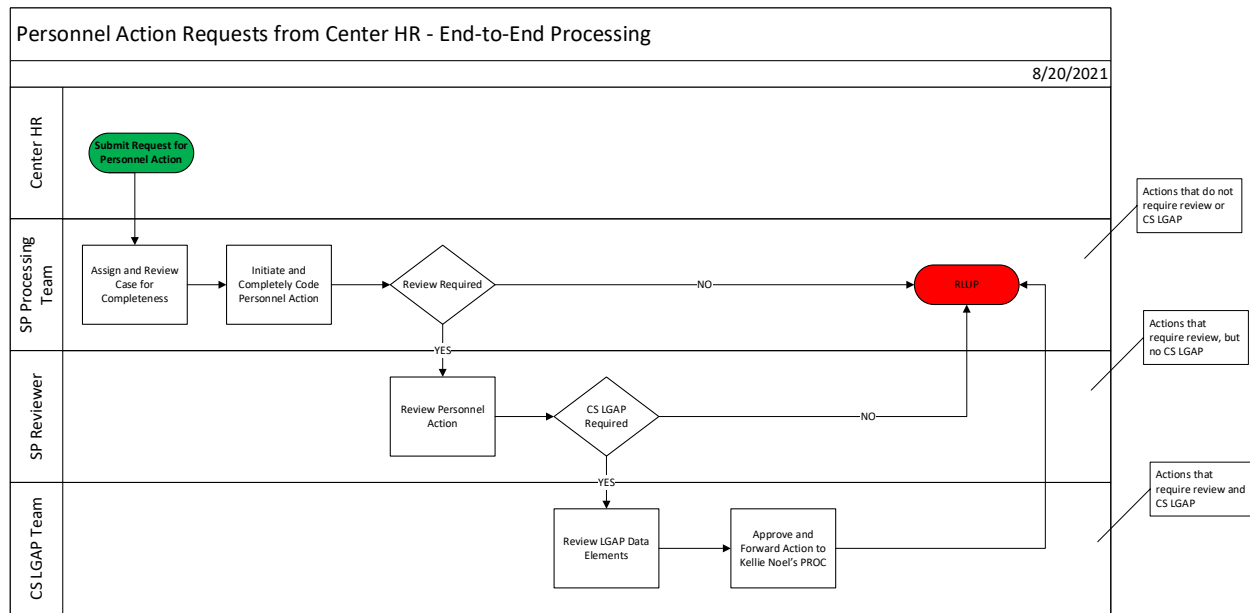 Personnel Action Requests from Center HR - End-to-End Processing
8/20/2021
Center HR
Submit Request for
Personnel Action
Actions that do not
require review or
CS LGAP
SP Processing
Team
Assign and Review
Case for
Completeness
Initiate and
Completely Code
Personnel Action
Review Required
NO
RLUP
YES
Actions that
require review, but
no CS LGAP
SP Reviewer
Review Personnel
Action
CS LGAP
Required
NO
YES
Actions that
require review and
CS LGAP
CS LGAP Team
Review LGAP Data
Elements
Approve and
Forward Action to
Kellie Noel's PROC